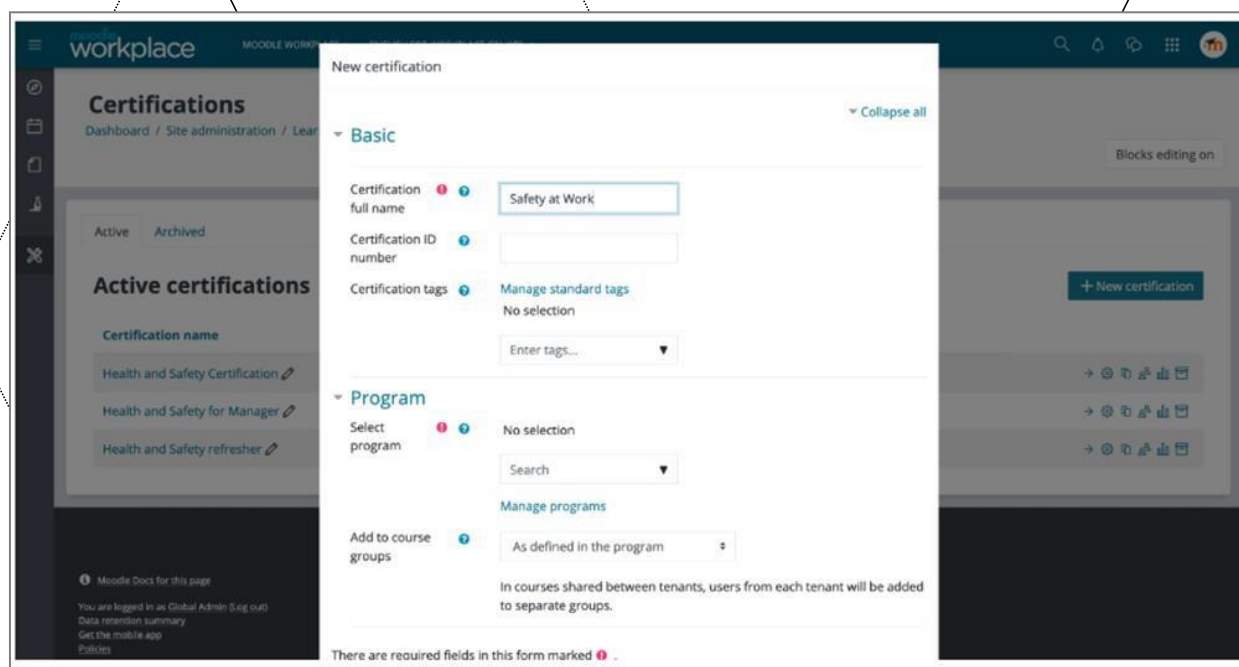 moodle
workplace
MOODLE WORKPL
New certification
Collapse all
Certifications
Dashboard / Site administration / Lear
Blocks editing on
Basic
Certification full name
Safety at Work
Certification ID number
Certification tags
Manage standard tags
No selection
Enter tags...
Active
Archived
Active certifications
+ New certification
Certification name
Health and Safety Certification
Health and Safety for Manager
Health and Safety refresher
Program
Select program
No selection
Search
Manage programs
Add to course groups
As defined in the program
In courses shared between tenants, users from each tenant will be added
to separate groups.
Moodle Docs for this page
You are logged in as Global Admin (Log out)
Data retention summary
Get the mobile app
Policies
There are required fields in this form marked